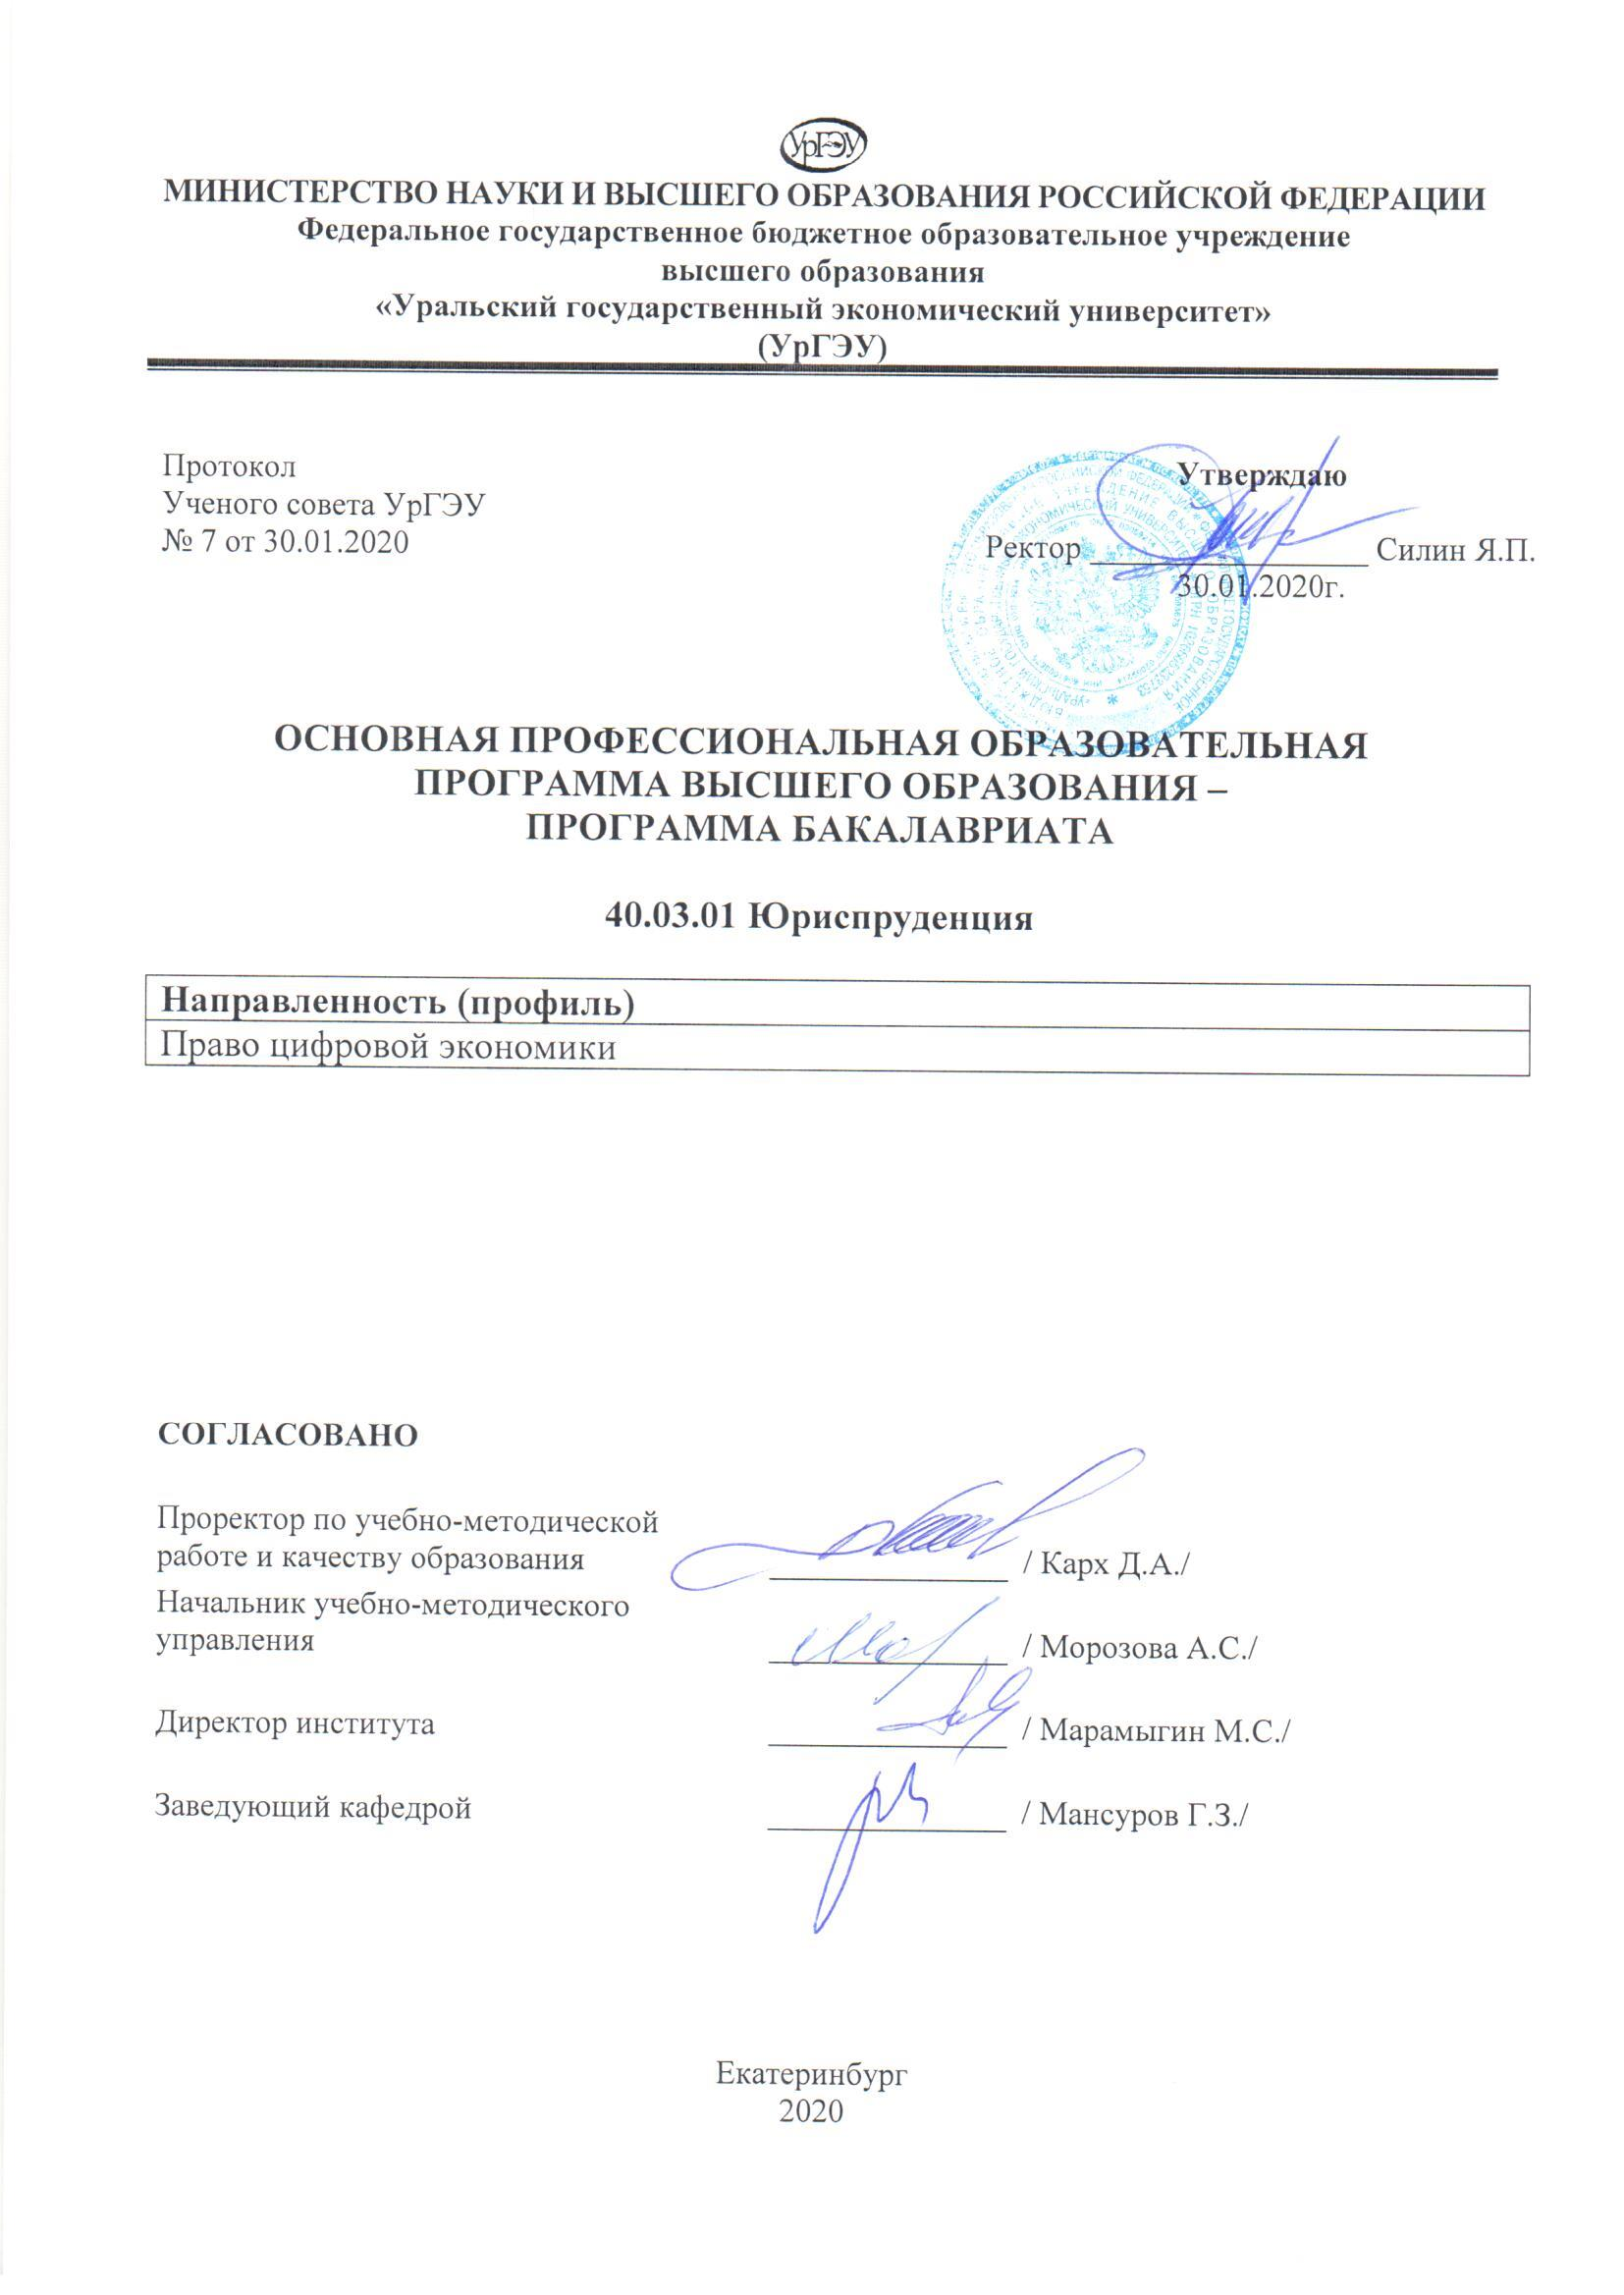 УрГЭУ
МИНИСТЕРСТВО НАУКИ И ВЫСШЕГО ОБРАЗОВАНИЯ РОССИЙСКОЙ ФЕДЕРАЦИИ
Федеральное государственное бюджетное образовательное учреждение
высшего образования
«Уральский государственный экономический университет»
(УрГЭУ)
Протокол
Ученого совета УрГЭУ
№ 7 от 30.01.2020
Утверждаю
Ректор Силин Я.П.
30.01.2020г.
ОСНОВНАЯ ПРОФЕССИОНАЛЬНАЯ ОБРАЗОВАТЕЛЬНАЯ
ПРОГРАММА ВЫСШЕГО ОБРАЗОВАНИЯ –
ПРОГРАММА БАКАЛАВРИАТА
40.03.01 Юриспруденция
Направленность (профиль)
Право цифровой экономики
СОГЛАСОВАНО
Проректор по учебно-методической
работе и качеству образования / Карх Д.А./
Начальник учебно-методического
управления / Морозова А.С./
Директор института / Марамыгин М.С./
Заведующий кафедрой / Мансуров Г.З./
Екатеринбург
2020